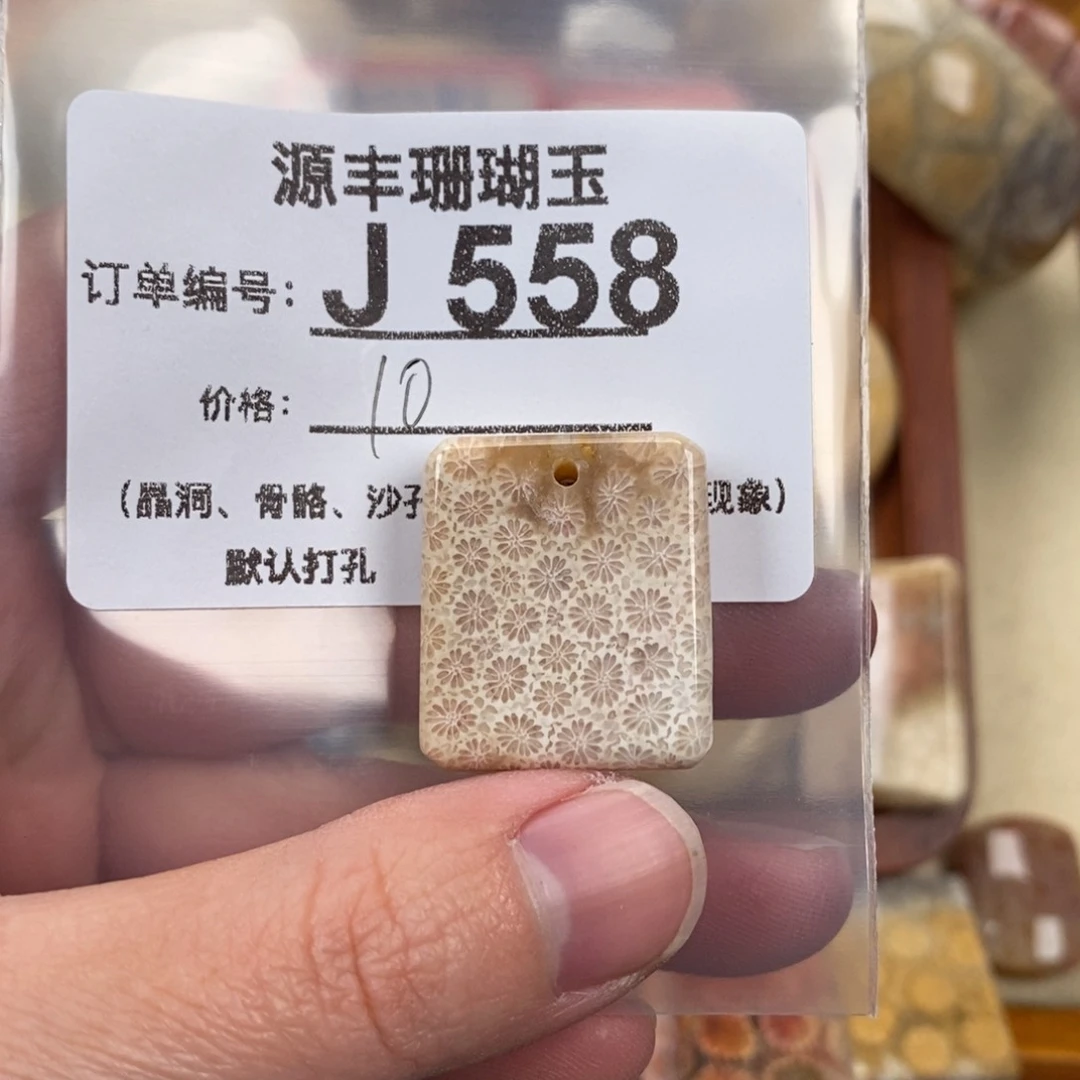 源丰珊瑚玉
订单编号: J 558
价格: 10
(晶洞、骨骼、沙孔 现象)
默认打孔